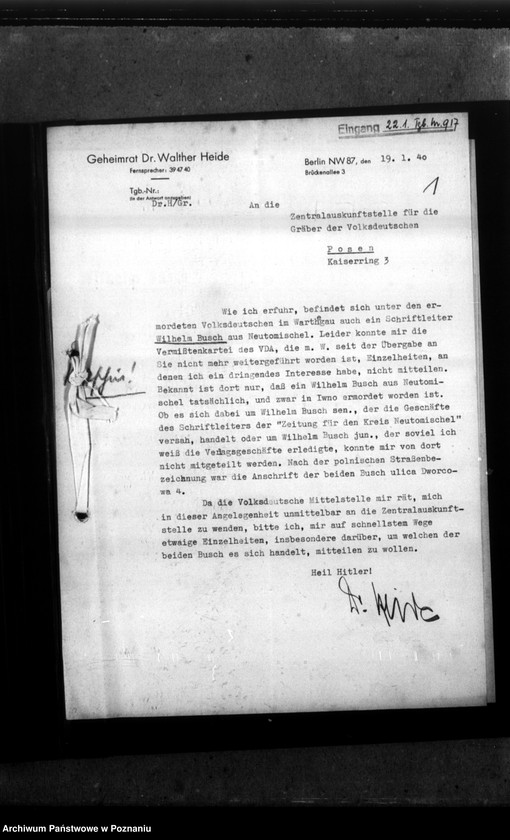 Eingang 22.1. Tgb. Nr. 917
Geheimrat Dr. Walther Heide
Fernsprecher: 39 47 40
Berlin NW 87, den 19. 1. 40
Brückenallee 3
1
Tgb.-Nr.:
(in der Antwort anzugeben)
Dr.H/Gr.
An die
Zentralauskunftstelle für die
Gräber der Volksdeutschen
Posen
Kaiserring 3
Wie ich erfuhr, befindet sich unter den er-
mordeten Volksdeutschen im Warthgau auch ein Schriftleiter
Wilhelm Busch aus Neutomischel. Leider konnte mir die
Vermißtenkartei des VDA, die m. W. seit der Übergabe an
Sie nicht mehr weitergeführt worden ist, Einzelheiten, an
denen ich ein dringendes Interesse habe, nicht mitteilen.
Bekannt ist dort nur, daß ein Wilhelm Busch aus Neutomi-
schel tatsächlich, und zwar in Iwno ermordet worden ist.
Ob es sich dabei um Wilhelm Busch sen., der die Geschäfte
des Schriftleiters der "Zeitung für den Kreis Neutomischel"
versah, handelt oder um Wilhelm Busch jun., der soviel ich
weiß die Verlagsgeschäfte erledigte, konnte mir von dort
nicht mitgeteilt werden. Nach der polnischen Straßenbe-
zeichnung war die Anschrift der beiden Busch ulica Dworco-
wa 4.
Da die Volksdeutsche Mittelstelle mir rät, mich
in dieser Angelegenheit unmittelbar an die Zentralauskunft-
stelle zu wenden, bitte ich, mir auf schnellstem Wege
etwaige Einzelheiten, insbesondere darüber, um welchen der
beiden Busch es sich handelt, mitteilen zu wollen.
Heil Hitler!
Dr. Heide
Archiwum Państwowe w Poznaniu